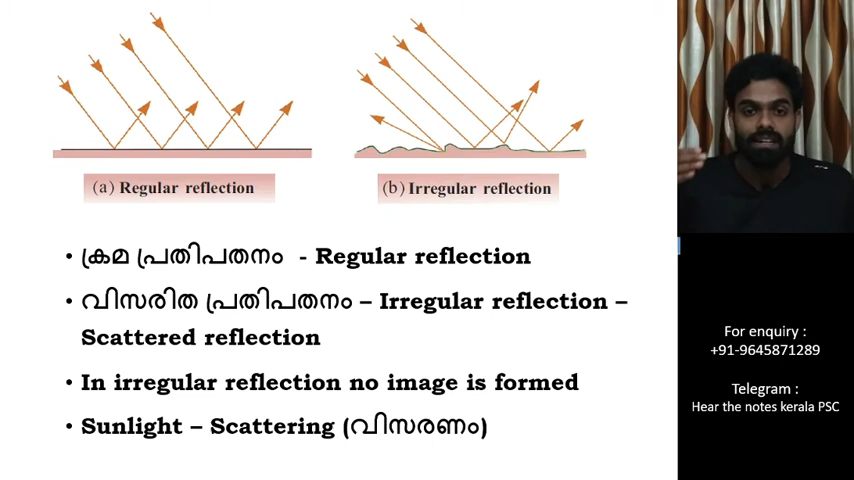 (a) Regular reflection
(b) Irregular reflection
• ക്രമ പ്രതിപതനം - Regular reflection
• വിസരിത പ്രതിപതനം – Irregular reflection –
Scattered reflection
• In irregular reflection no image is formed
• Sunlight – Scattering (വിസരണം)
For enquiry :
+91-9645871289
Telegram :
Hear the notes kerala PSC